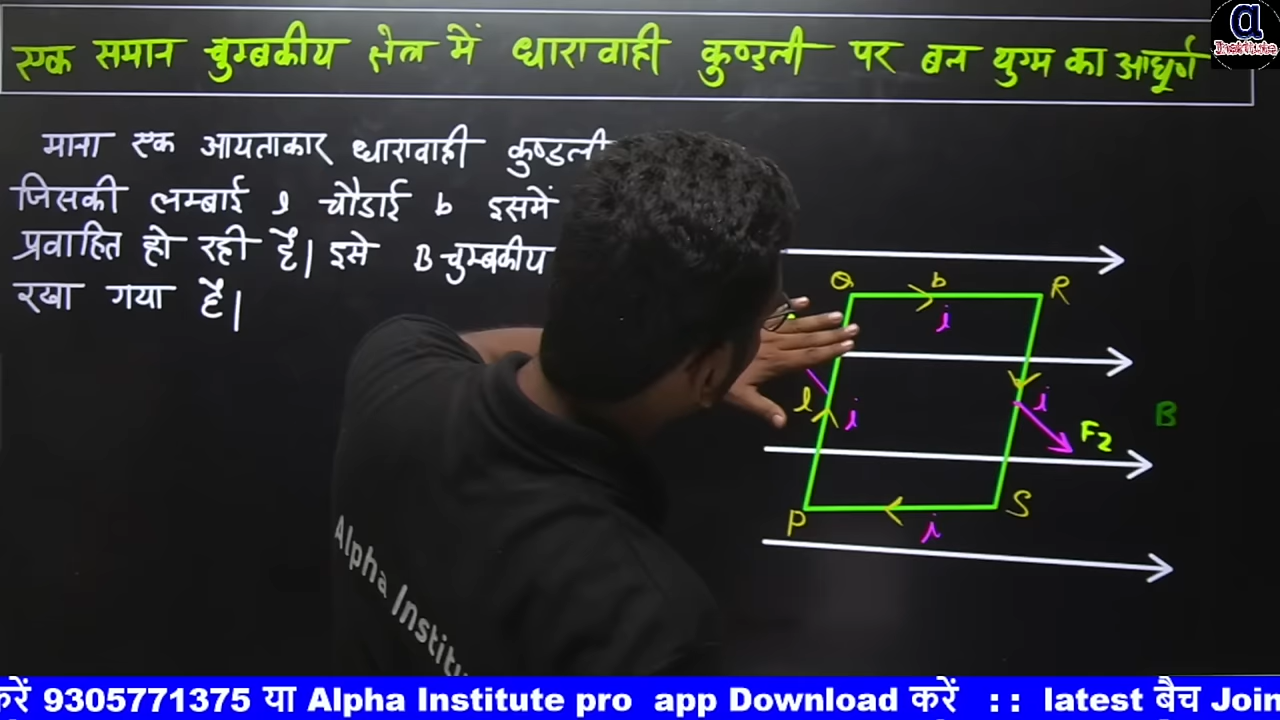 एक समान चुम्बकीय क्षेत्र में धारावाही कुण्डली पर बल युग्म का आघूर्ण
α
Institute
माना एक आयताकार धारावाही कुण्डली
जिसकी लम्बाई l चौडाई b इसमें
प्रवाहित हो रही है। इसे B चुम्बकीय
रखा गया है।
Q b R
i
l i i
B
F2
P i S
Alpha Institu
करें 9305771375 या Alpha Institute pro app Download करें :: latest बैच Join